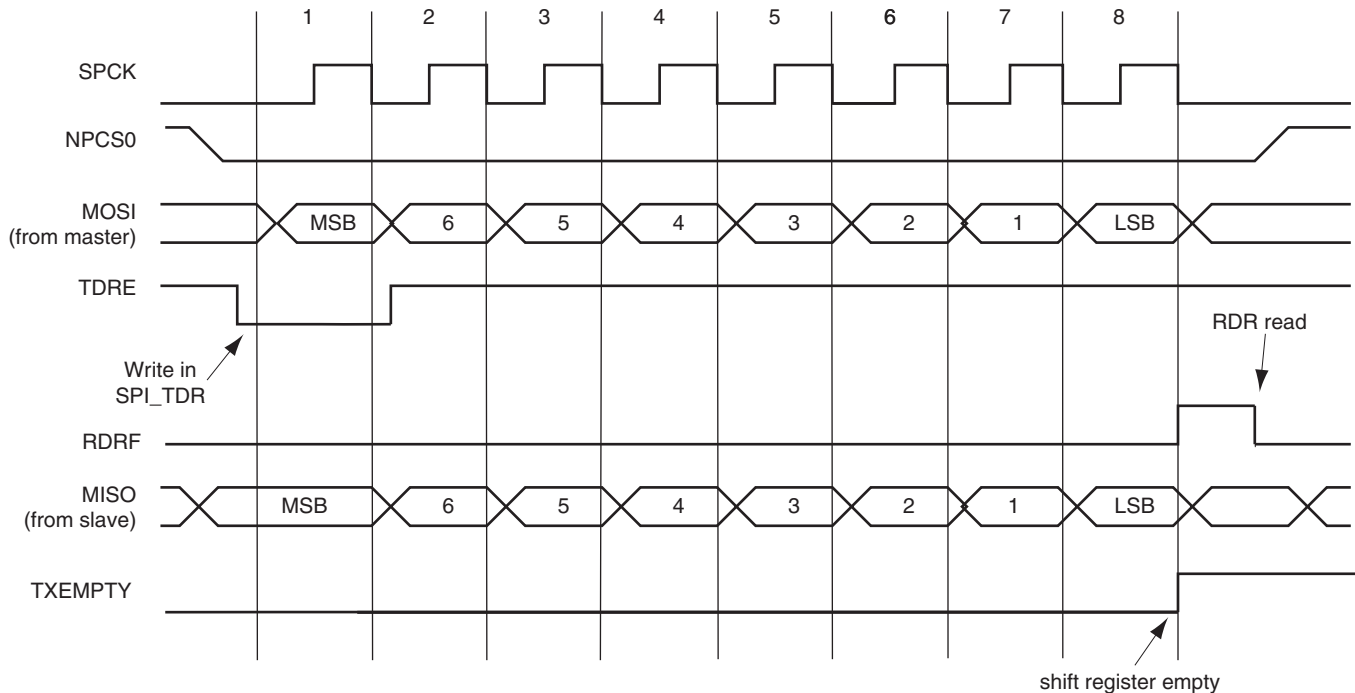 1 2 3 4 5 6 7 8
SPCK
NPCS0
MOSI
(from master)
MSB 6 5 4 3 2 1 LSB
TDRE
Write in
SPI_TDR
RDR read
RDRF
MISO
(from slave)
MSB 6 5 4 3 2 1 LSB
TXEMPTY
shift register empty